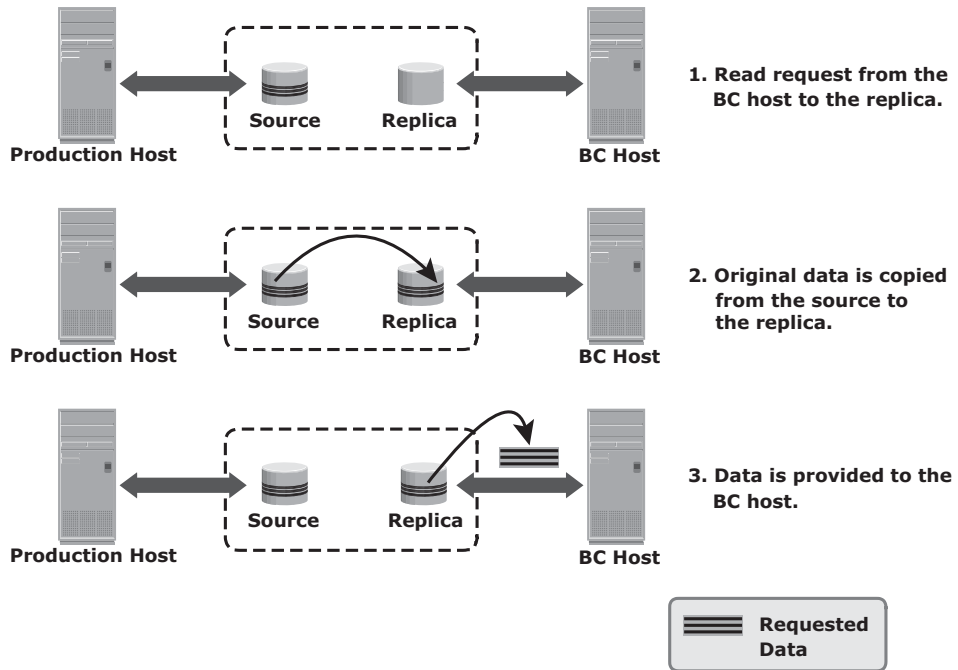 1. Read request from the
BC host to the replica.
Source
Replica
Production Host
BC Host
2. Original data is copied
from the source to
the replica.
Source
Replica
Production Host
BC Host
3. Data is provided to the
BC host.
Source
Replica
Production Host
BC Host
Requested
Data